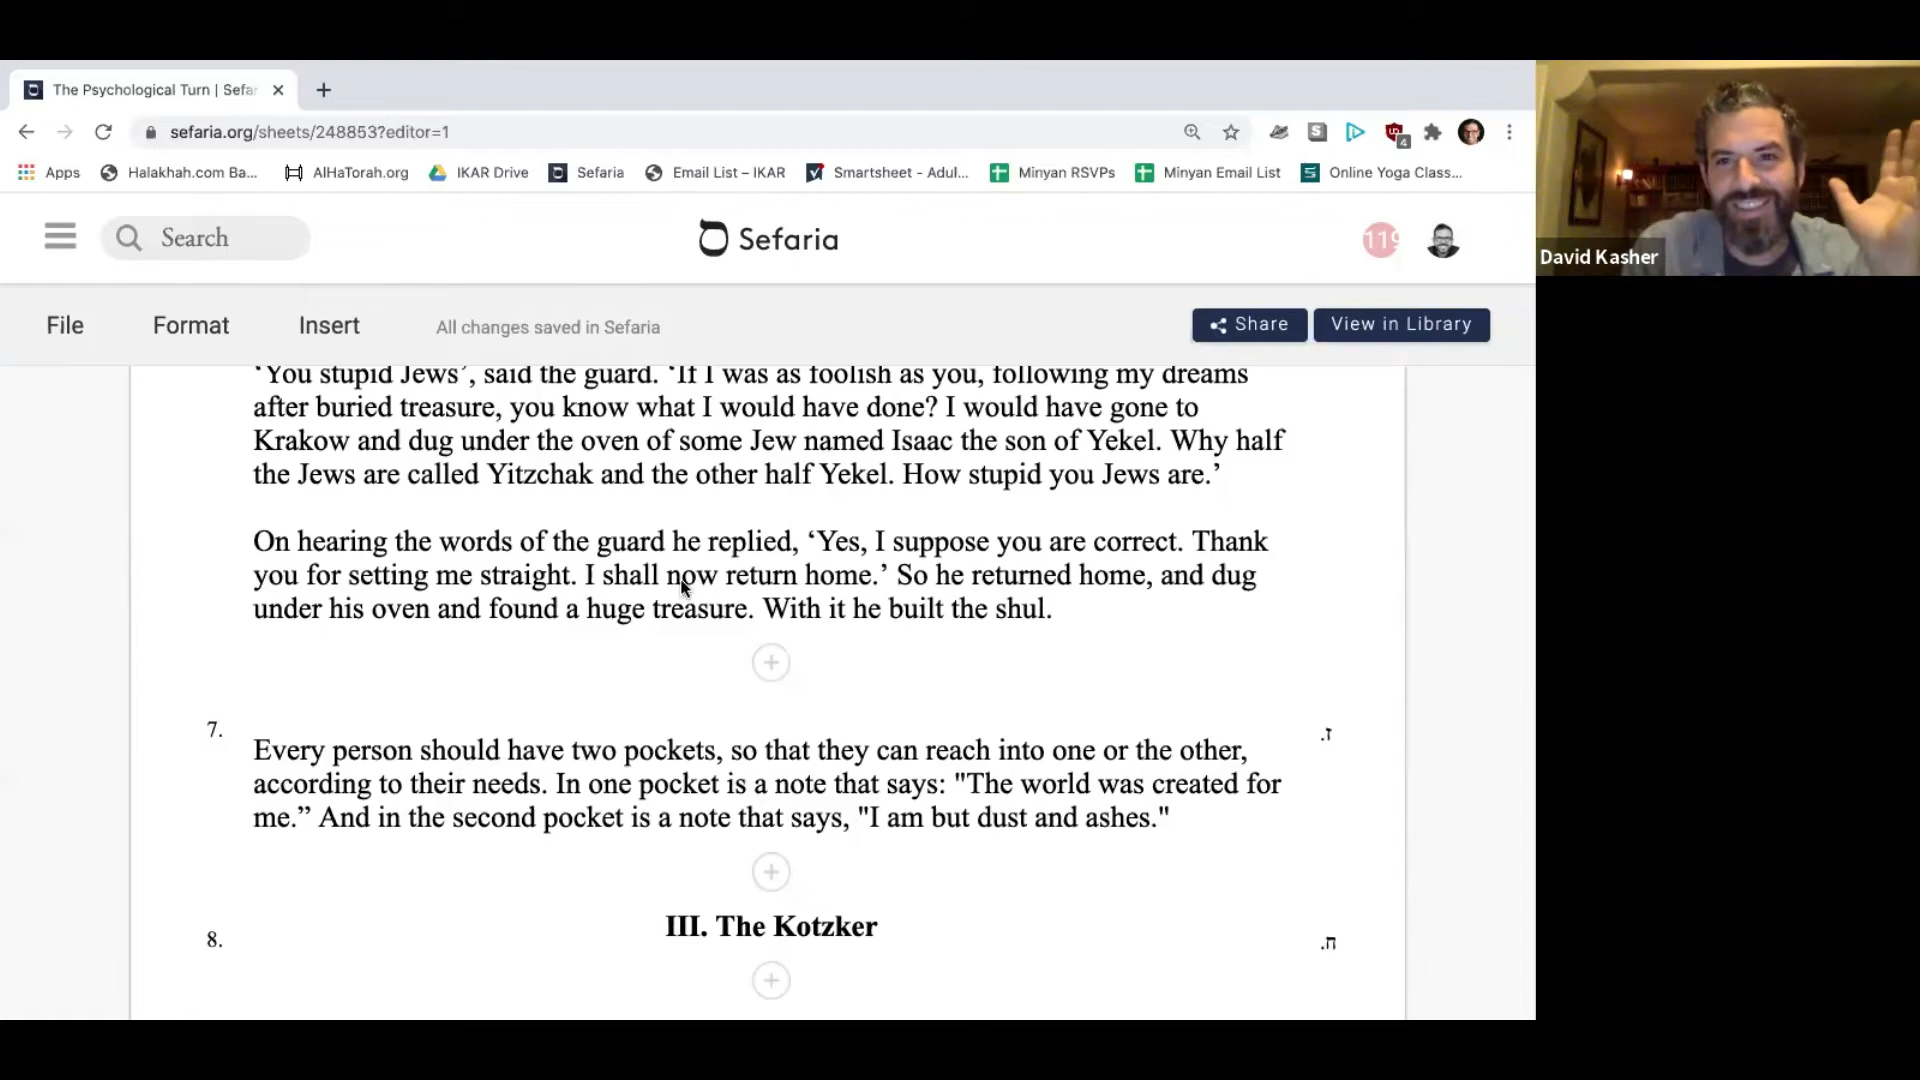 The Psychological Turn | Sefar
sefaria.org/sheets/248853?editor=1
4
Apps
Halakhah.com Ba...
AlHaTorah.org
IKAR Drive
Sefaria
Email List – IKAR
Smartsheet - Adul...
Minyan RSVPs
Minyan Email List
Online Yoga Class...
Search
Sefaria
119
David Kasher
File
Format
Insert
All changes saved in Sefaria
Share
View in Library
‘You stupid Jews’, said the guard. ‘If I was as foolish as you, following my dreams
after buried treasure, you know what I would have done? I would have gone to
Krakow and dug under the oven of some Jew named Isaac the son of Yekel. Why half
the Jews are called Yitzchak and the other half Yekel. How stupid you Jews are.’
On hearing the words of the guard he replied, ‘Yes, I suppose you are correct. Thank
you for setting me straight. I shall now return home.’ So he returned home, and dug
under his oven and found a huge treasure. With it he built the shul.
7.
ז.
Every person should have two pockets, so that they can reach into one or the other,
according to their needs. In one pocket is a note that says: "The world was created for
me.” And in the second pocket is a note that says, "I am but dust and ashes."
III. The Kotzker
8.
ח.